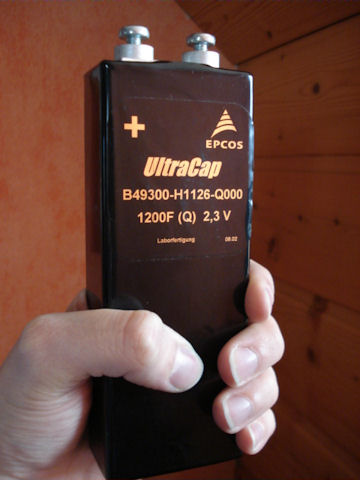 +
EPCOS
UltraCap
B49300-H1126-Q000
1200F (Q) 2,3 V
Laborfertigung 08.02